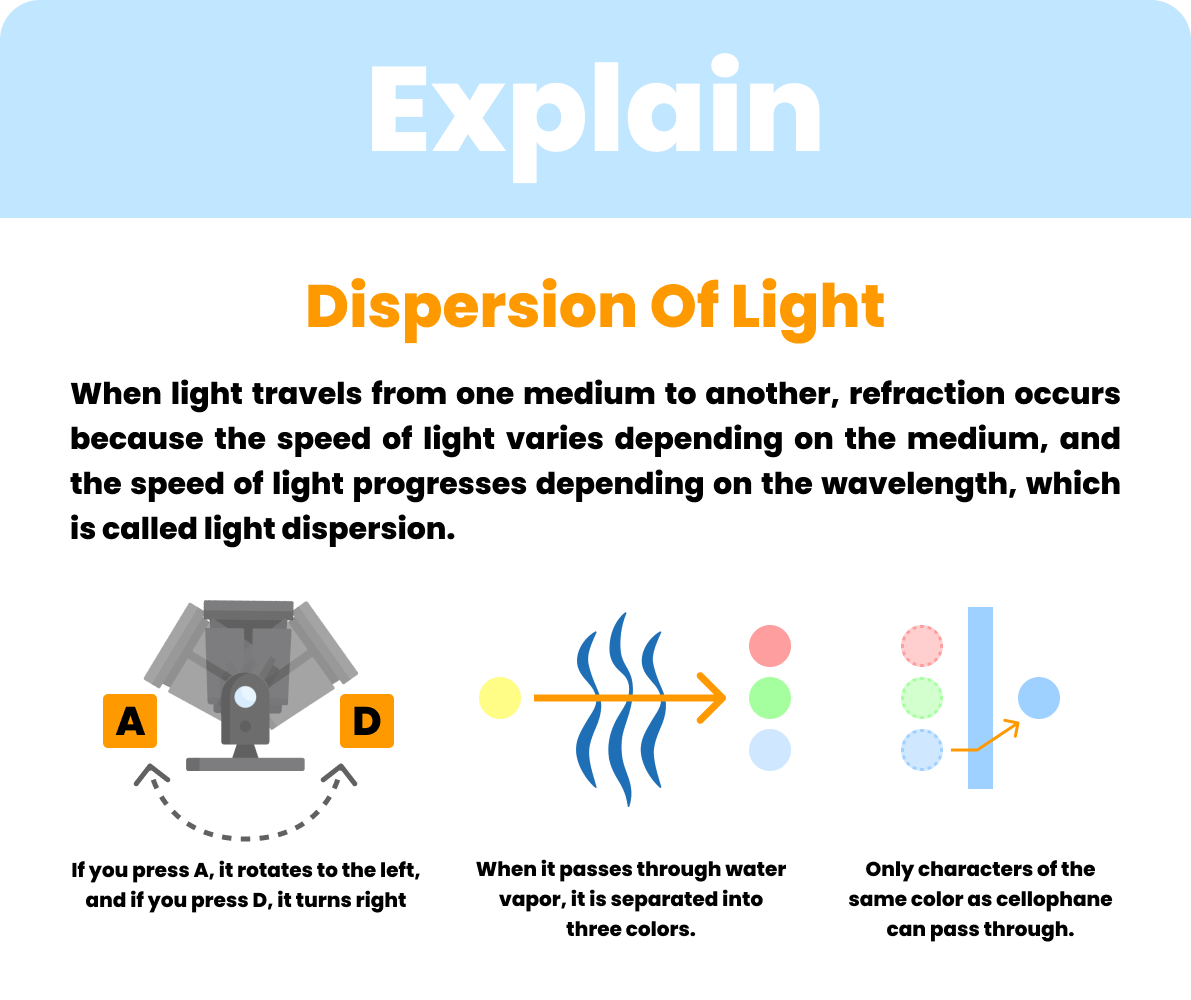 Explain
Dispersion Of Light
When light travels from one medium to another, refraction occurs
because the speed of light varies depending on the medium, and
the speed of light progresses depending on the wavelength, which
is called light dispersion.
A
D
If you press A, it rotates to the left,
and if you press D, it turns right
When it passes through water
vapor, it is separated into
three colors.
Only characters of the
same color as cellophane
can pass through.